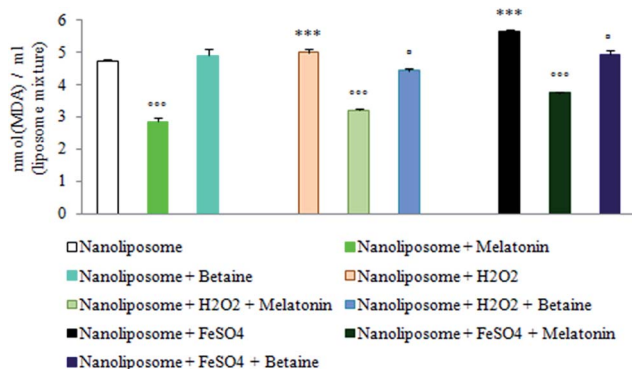 nmol(MDA) / ml
(liposome mixture)
6
5
4
3
2
1
0
°°°
***
°°°
¤
***
°°°
¤
Nanoliposome
Nanoliposome + Melatonin
Nanoliposome + Betaine
Nanoliposome + H2O2
Nanoliposome + H2O2 + Melatonin
Nanoliposome + H2O2 + Betaine
Nanoliposome + FeSO4
Nanoliposome + FeSO4 + Melatonin
Nanoliposome + FeSO4 + Betaine